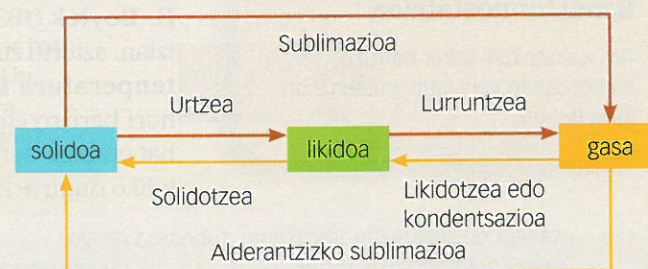 Sublimazioa
Urtzea
Lurruntzea
solidoa
likidoa
gasa
Solidotzea
Likidotzea edo
kondentsazioa
Alderantzizko sublimazioa